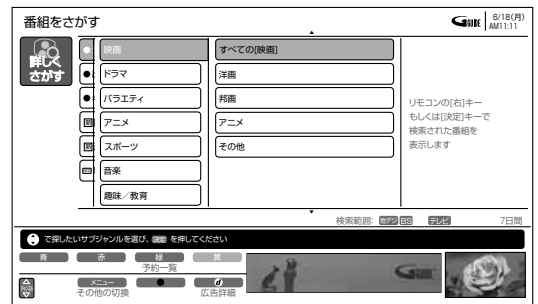 番組をさがす
GGUIDE
6/18(月)
AM11:11
詳しく
さがす
映画
ドラマ
バラエティ
アニメ
スポーツ
音楽
趣味／教育
すべての[映画]
洋画
邦画
アニメ
その他
リモコンの[右]キー
もしくは[決定]キーで
検索された番組を
表示します
検索範囲: 地デジ BS テレビ 7日間
で探したいサブジャンルを選び、決定 を押してください
青 赤 緑 黄
予約一覧
メニュー d
その他の切換 広告詳細
GGUIDE